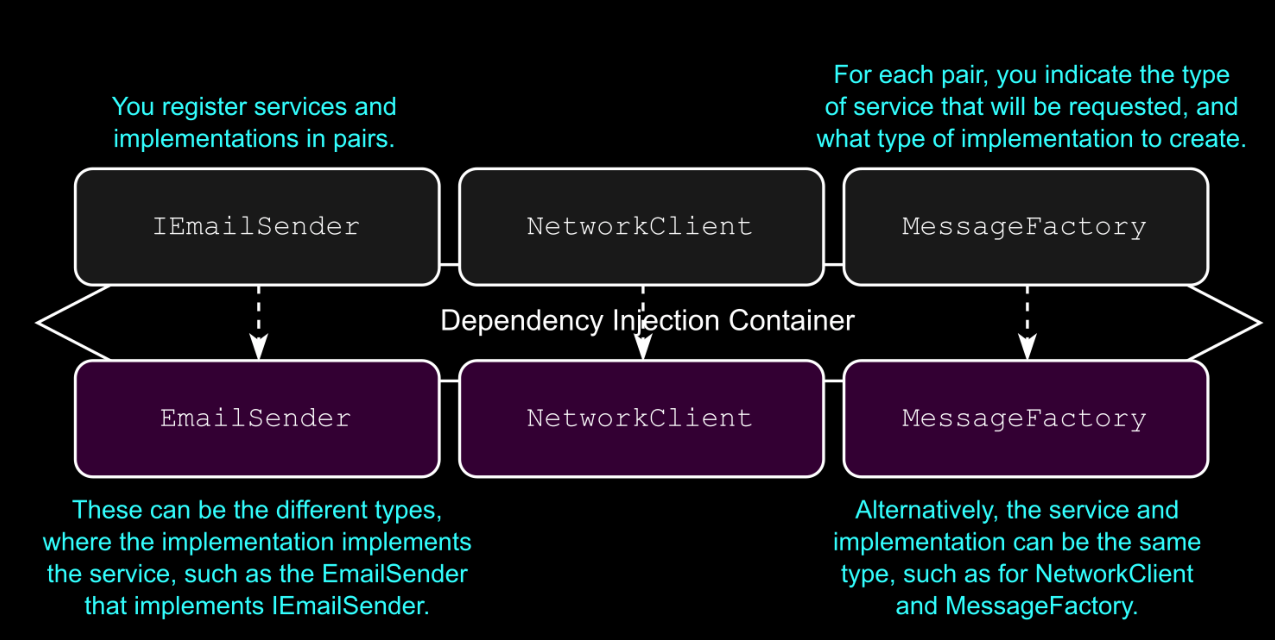 You register services and
implementations in pairs.
For each pair, you indicate the type
of service that will be requested, and
what type of implementation to create.
IEmailSender
NetworkClient
MessageFactory
Dependency Injection Container
EmailSender
NetworkClient
MessageFactory
These can be the different types,
where the implementation implements
the service, such as the EmailSender
that implements IEmailSender.
Alternatively, the service and
implementation can be the same
type, such as for NetworkClient
and MessageFactory.